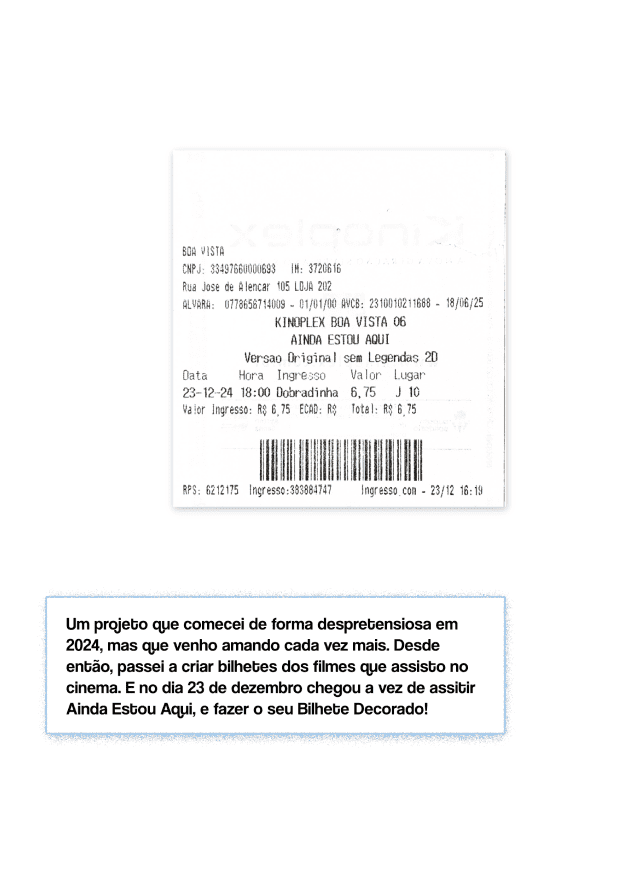 Kinoplex
BOA VISTA
CNPJ: 33497660000693 IM: 3720616
Rua Jose de Alencar 105 LOJA 202
ALVARA: 0778656714009 - 01/01/00 AVCB: 2310010211688 - 18/06/25
KINOPLEX BOA VISTA 06
AINDA ESTOU AQUI
Versao Original sem Legendas 2D
Data Hora Ingresso Valor Lugar
23-12-24 18:00 Dobradinha 6,75 J 10
Valor Ingresso: R$ 6,75 ECAD: R$ Total: R$ 6,75
RPS: 6212175 Ingresso:383884747 Ingresso.com - 23/12 16:19
Um projeto que comecei de forma despretensiosa em
2024, mas que venho amando cada vez mais. Desde
então, passei a criar bilhetes dos filmes que assisto no
cinema. E no dia 23 de dezembro chegou a vez de assitir
Ainda Estou Aqui, e fazer o seu Bilhete Decorado!